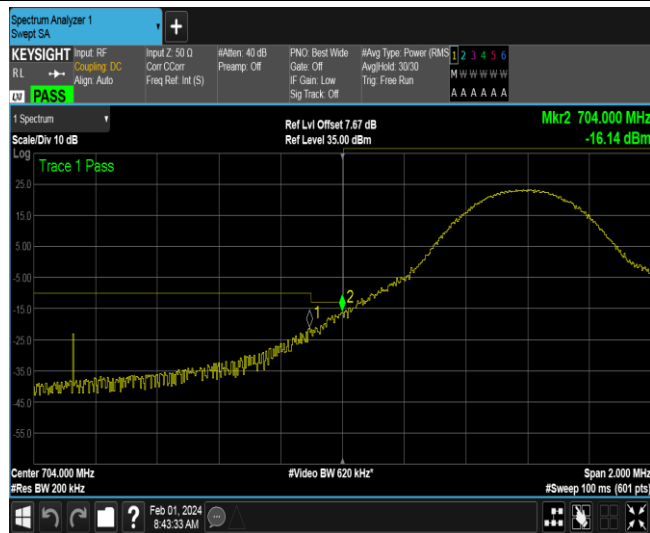 Spectrum Analyzer 1
Swept SA
+
KEYSIGHT
RL
LXI PASS
Input: RF
Coupling: DC
Align: Auto
Input Z: 50 Ω
Corr CCorr
Freq Ref: Int (S)
#Atten: 40 dB
Preamp: Off
PNO: Best Wide
Gate: Off
IF Gain: Low
Sig Track: Off
#Avg Type: Power (RMS
Avg|Hold: 30/30
Trig: Free Run
1 2 3 4 5 6
M W W W W W
A A A A A A
1 Spectrum
Scale/Div 10 dB
Ref Lvl Offset 7.67 dB
Ref Level 35.00 dBm
Mkr2 704.000 MHz
-16.14 dBm
Log
Trace 1 Pass
25.0
15.0
5.00
-5.00
-15.0
-25.0
-35.0
-45.0
-55.0
1
2
Center 704.000 MHz
#Res BW 200 kHz
#Video BW 620 kHz*
Span 2.000 MHz
#Sweep 100 ms (601 pts)
?
Feb 01, 2024
8:43:33 AM